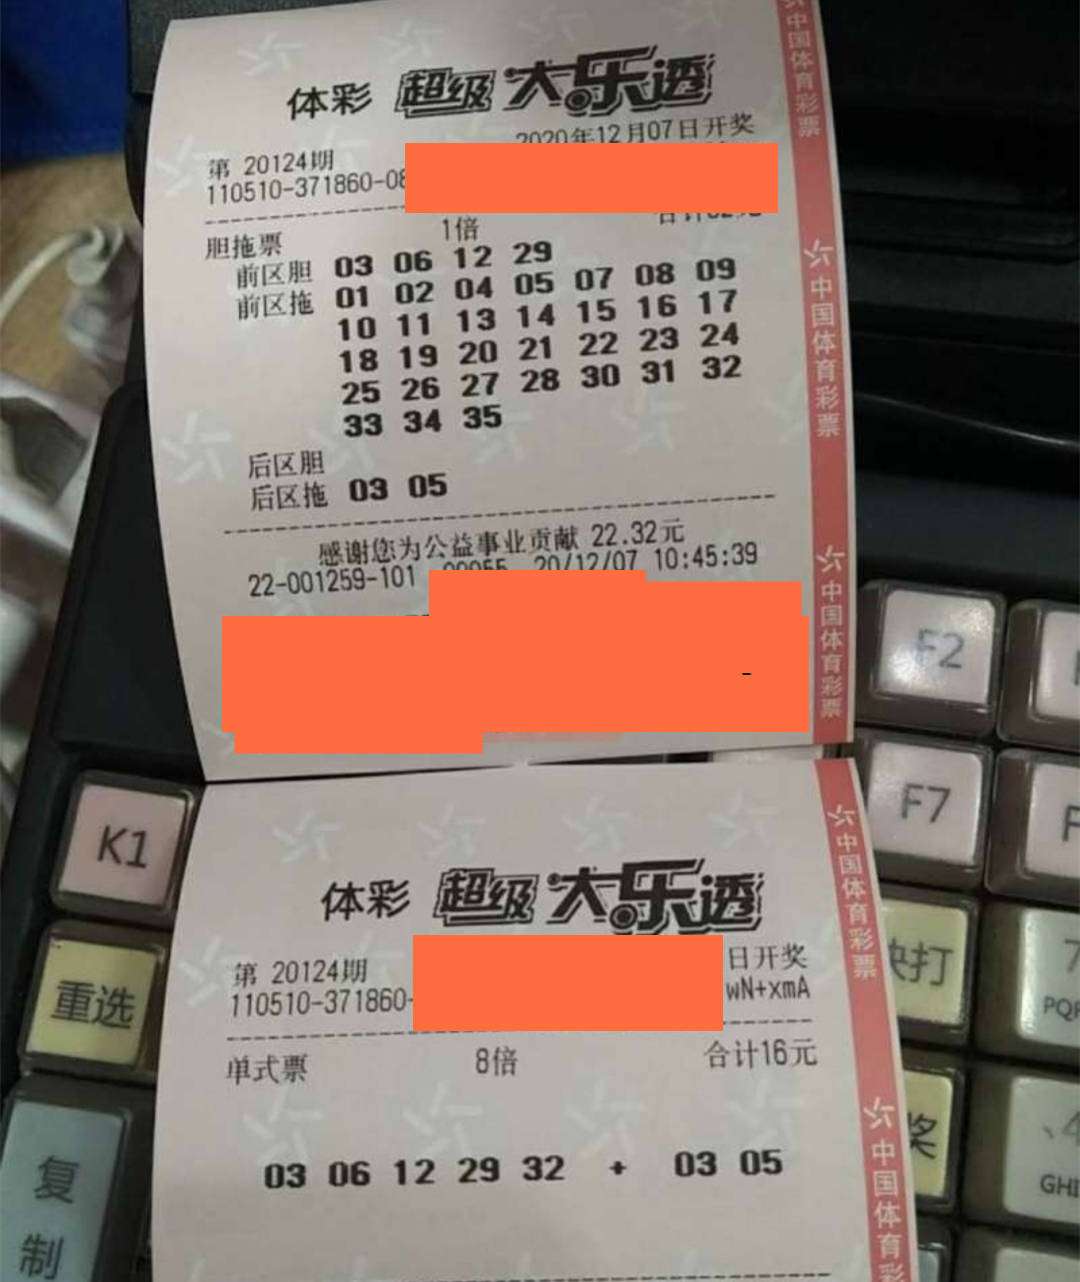 体彩 超级大乐透
2020年12月07日开奖
第 20124期
110510-371860-08
1倍
胆拖票
前区胆 03 06 12 29
前区拖 01 02 04 05 07 08 09
10 11 13 14 15 16 17
18 19 20 21 22 23 24
25 26 27 28 30 31 32
33 34 35
后区胆
后区拖 03 05
感谢您为公益事业贡献 22.32元
22-001259-101 20/12/07 10:45:39
中国体育彩票
中国体育彩票
中国体育彩票
体彩 超级大乐透
第 20124期 日开奖
110510-371860- wN+xmA
单式票 8倍 合计16元
03 06 12 29 32 + 03 05
中国体育彩票
中国体育彩
K1
重选
复制
F2
F7
快打
奖
7
PQR
4
GHI